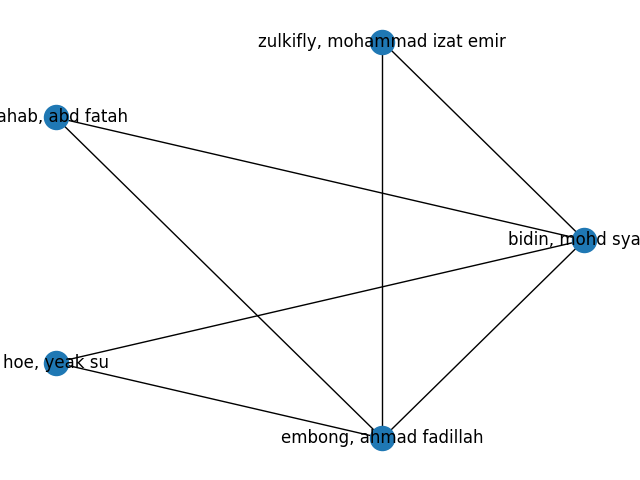 zulkifly, mohammad izat emir
ahab, abd fatah
bidin, mohd sya
hoe, yeak su
embong, ahmad fadillah